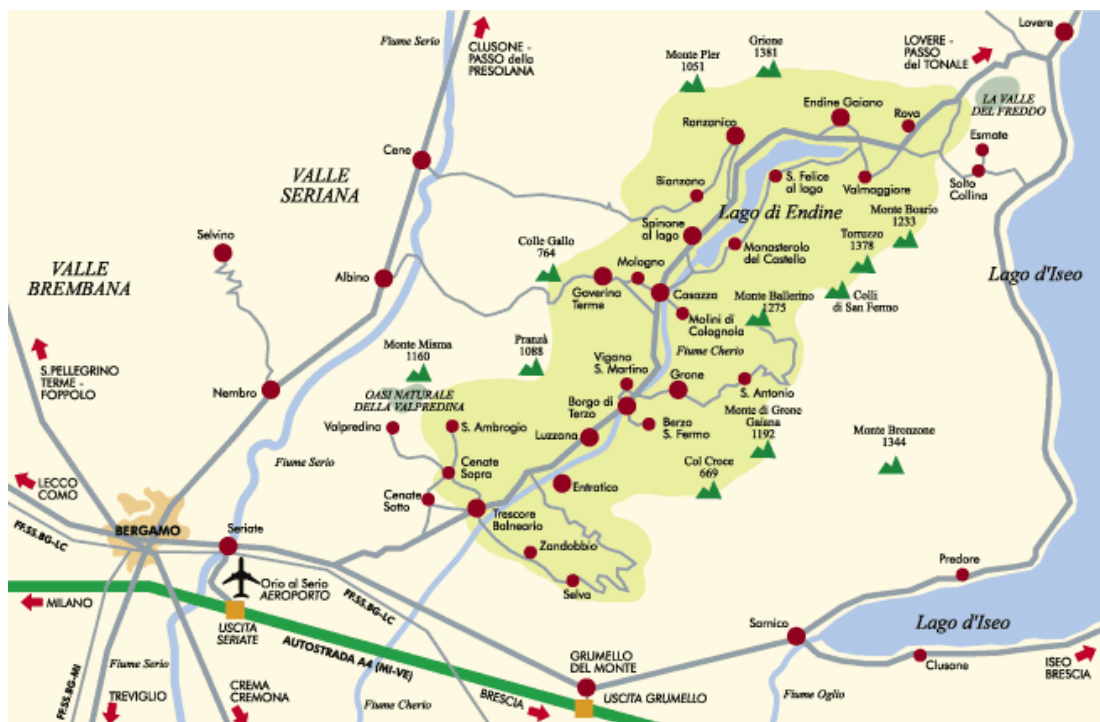 Lovere
Fiume Serio
CLUSONE -
PASSO della
PRESOLANA
Monte Pler
1051
Grione
1381
LOVERE -
PASSO
del TONALE
LA VALLE
DEL FREDDO
Endine Gaiano
Rova
Ranzanico
Esmate
Cene
VALLE
SERIANA
Bianzano
S. Felice
al lago
Valmaggiore
Solto
Collina
Lago di Endine
Monte Boario
1233
Selvino
Spinone
al lago
Torrezzo
1378
Colle Gallo
764
Monasterolo
del Castello
VALLE
BREMBANA
Albino
Mologno
Lago d'Iseo
Gaverina
Terme
Casazza
Monte Ballerino
1275
Colli
di San Fermo
Molini di
Colognola
Monte Misma
1160
Pranzà
1088
Fiume Cherio
S.PELLEGRINO
TERME -
FOPPOLO
Vigano
S. Martino
Grone
Nembro
OASI NATURALE
DELLA VALPREDINA
S. Antonio
Borgo di
Terzo
Monte di Grone
Gaiana
1192
Valpredina
S. Ambrogio
Luzzana
Berzo
S. Fermo
Monte Bronzone
1344
Fiume Serio
Cenate
Sopra
Col Croce
669
LECCO
COMO
Entratico
Cenate
Sotto
Trescore
Balneario
FF.SS.BG-LC
BERGAMO
Seriate
Zandobbio
Predore
Orio al Serio
AEROPORTO
FF.SS.BG-LC
Selva
MILANO
USCITA
SERIATE
Sarnico
Lago d'Iseo
AUTOSTRADA A4 (MI-VE)
GRUMELLO
DEL MONTE
Clusane
ISEO
BRESCIA
Fiume Serio
FF.SS.BG-MI
TREVIGLIO
CREMA
CREMONA
Fiume Cherio
BRESCIA
USCITA GRUMELLO
Fiume Oglio